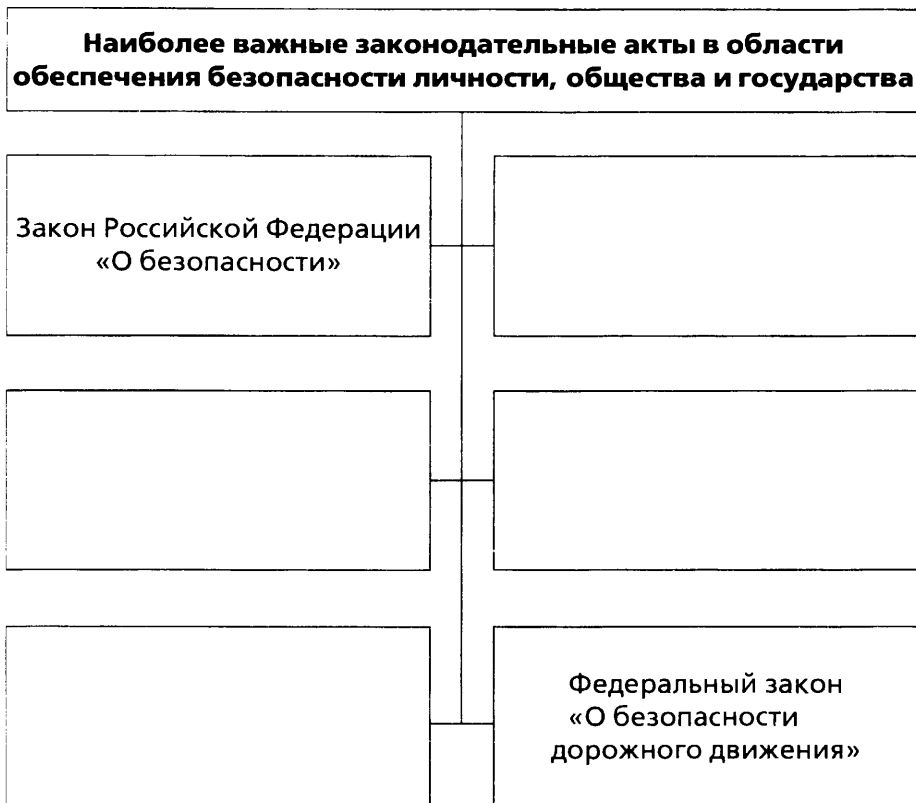 Наиболее важные законодательные акты в области
обеспечения безопасности личности, общества и государства
Закон Российской Федерации
«О безопасности»
Федеральный закон
«О безопасности
дорожного движения»